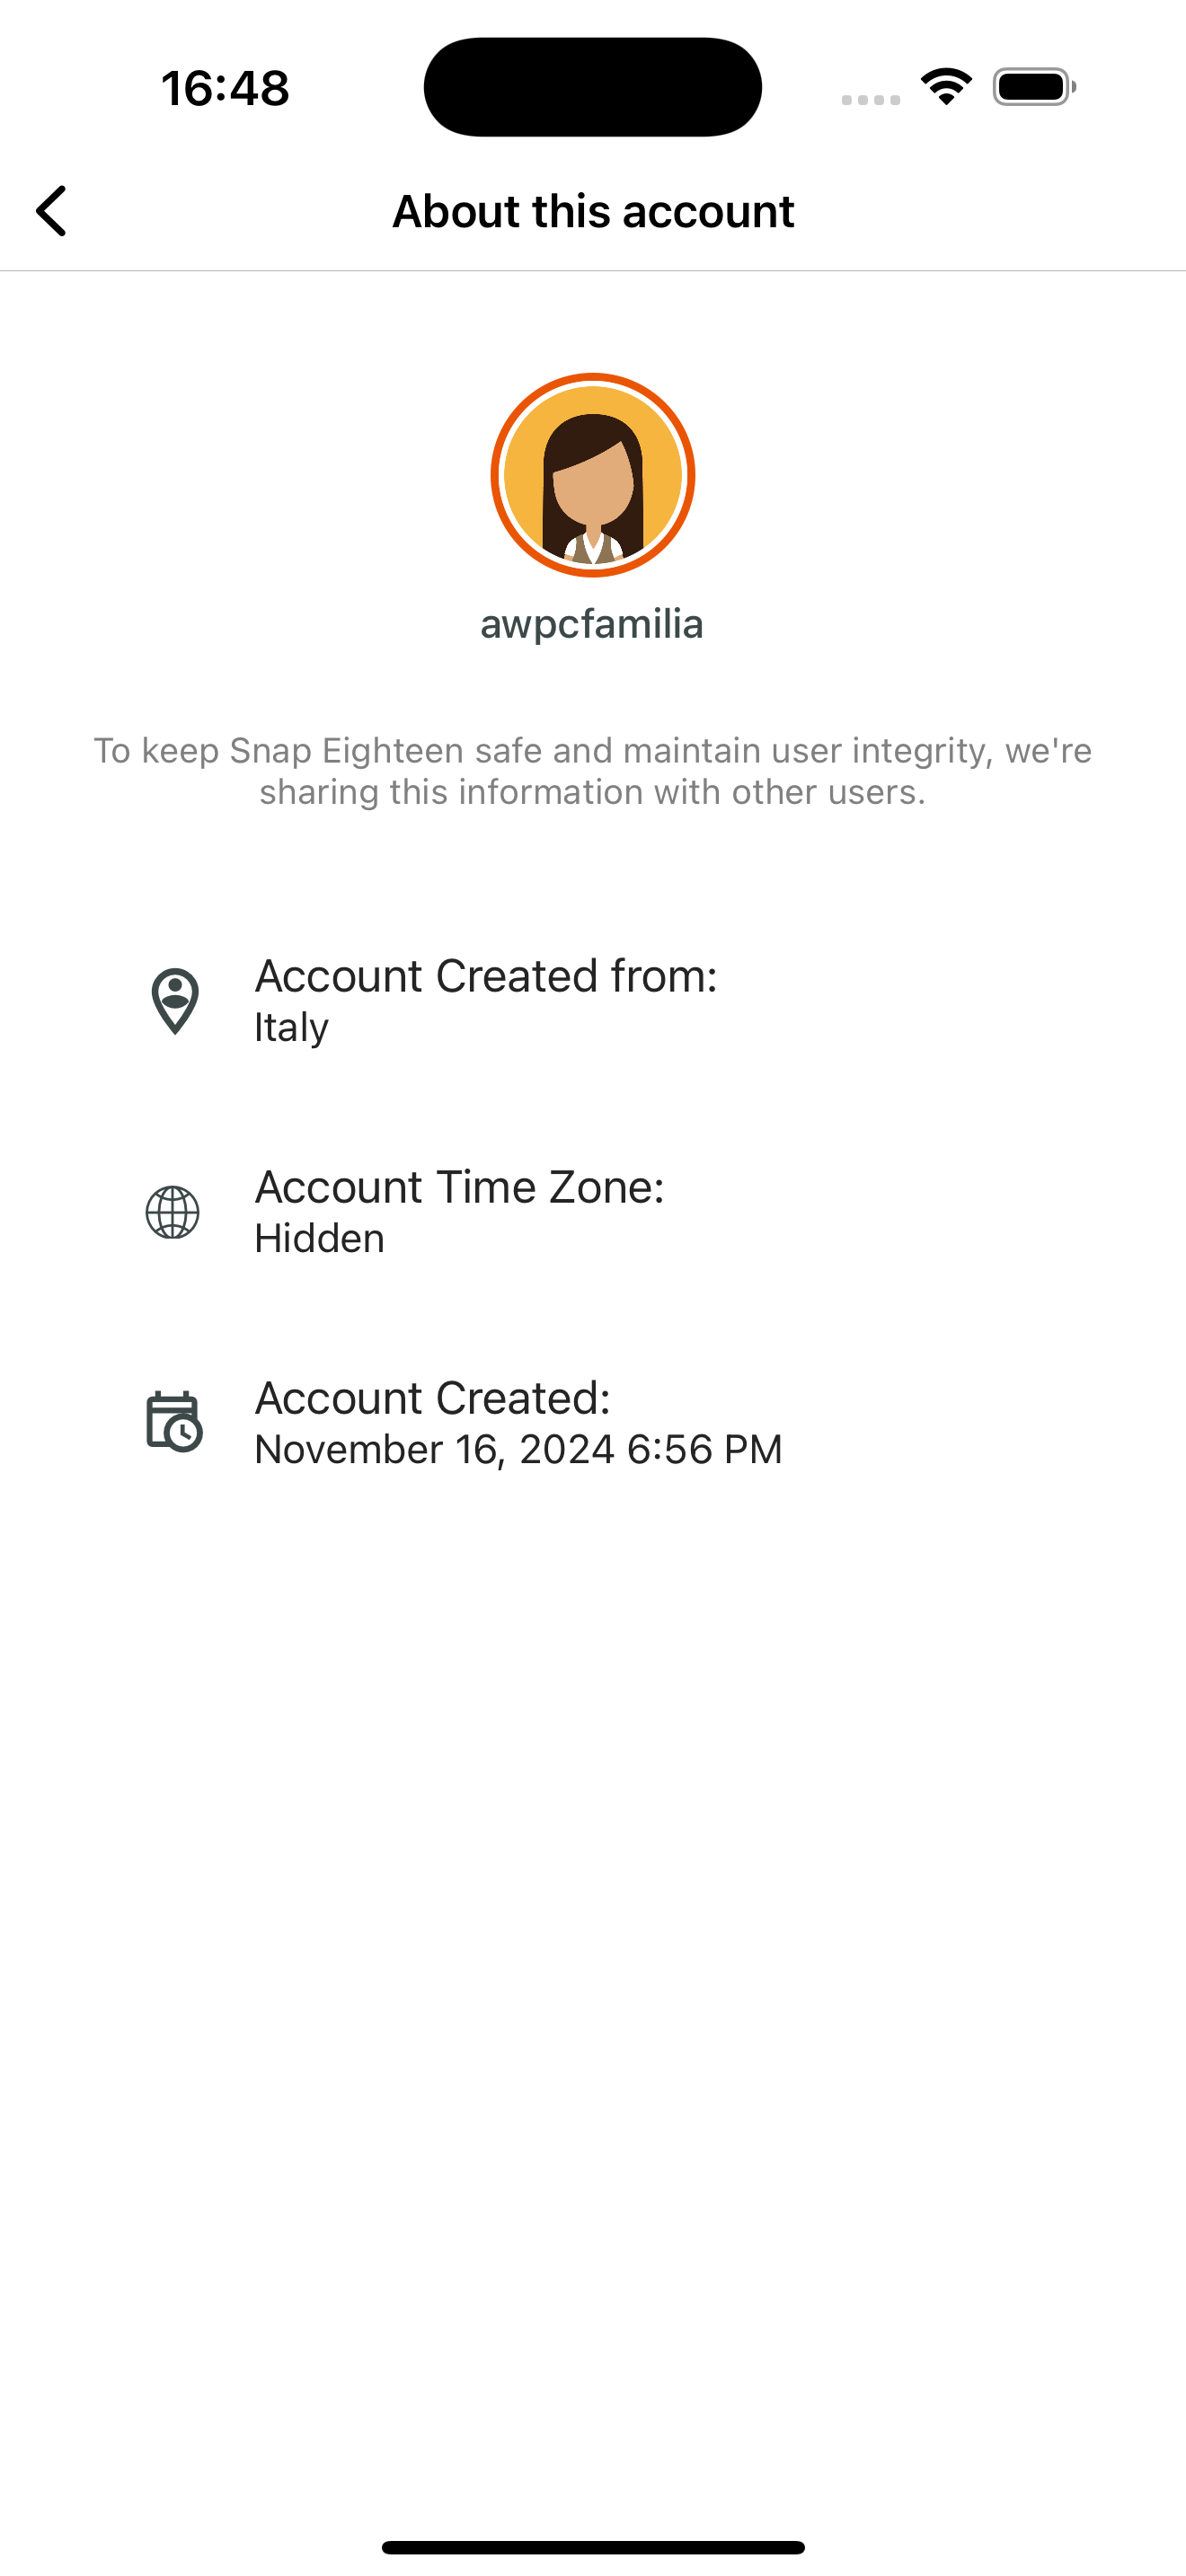 16:48
About this account
awpcfamilia
To keep Snap Eighteen safe and maintain user integrity, we're
sharing this information with other users.
Account Created from:
Italy
Account Time Zone:
Hidden
Account Created:
November 16, 2024 6:56 PM